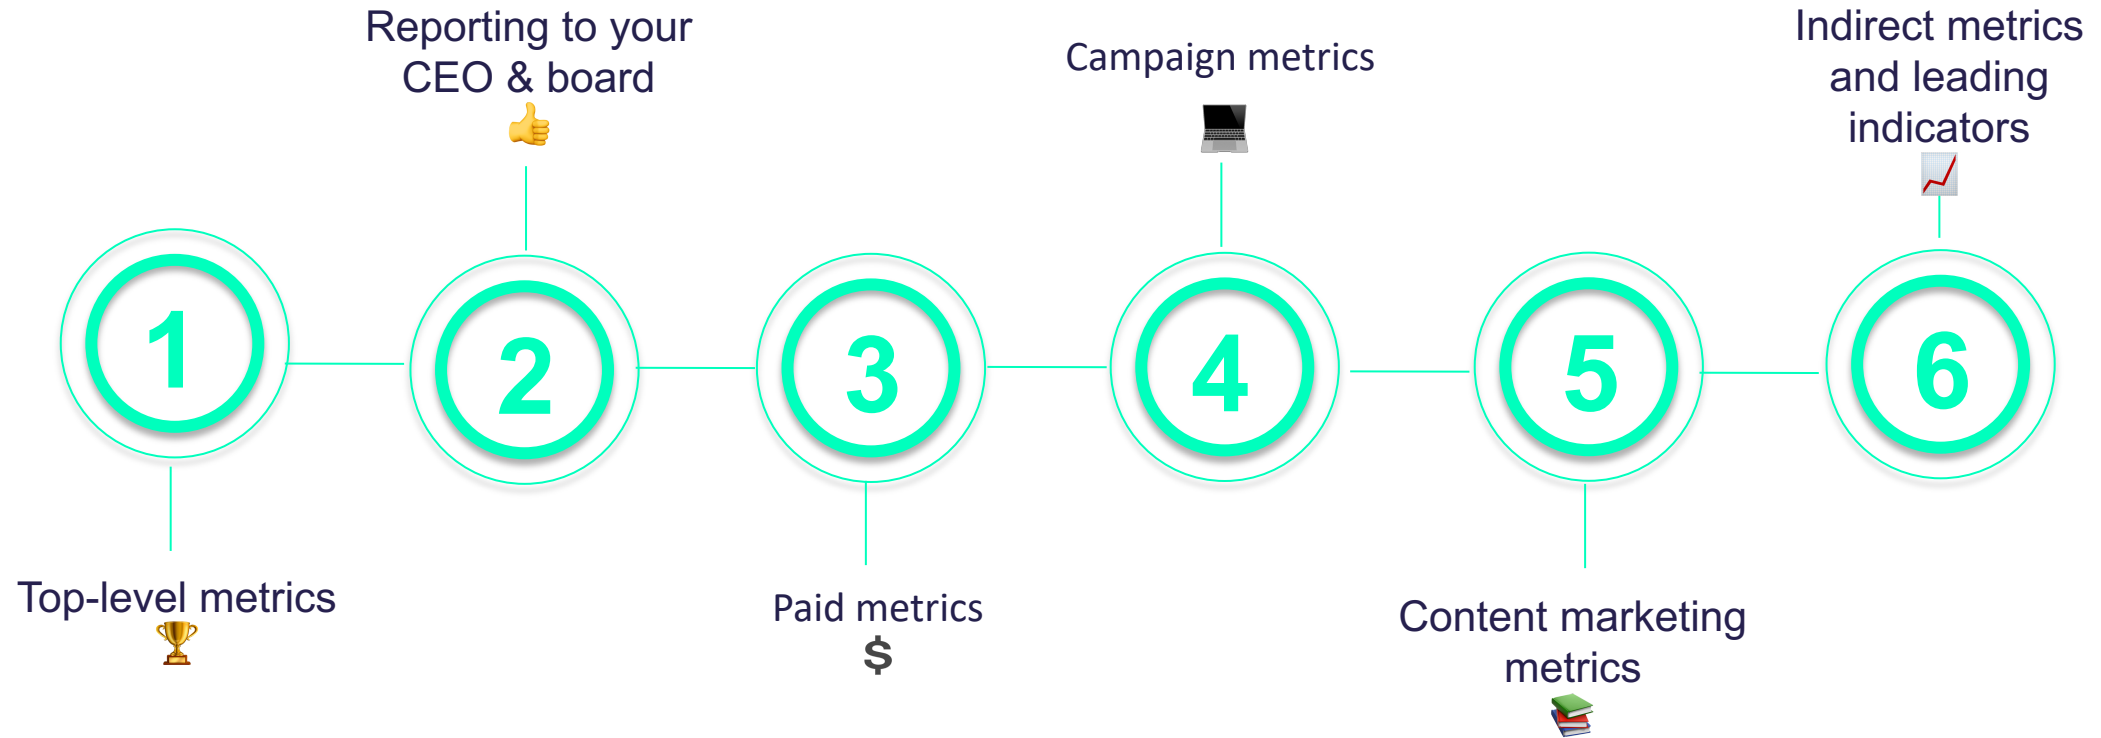 Reporting to your
CEO & board
Campaign metrics
Indirect metrics
and leading
indicators
1
2
3
4
5
6
Top-level metrics
Paid metrics
$
Content marketing
metrics